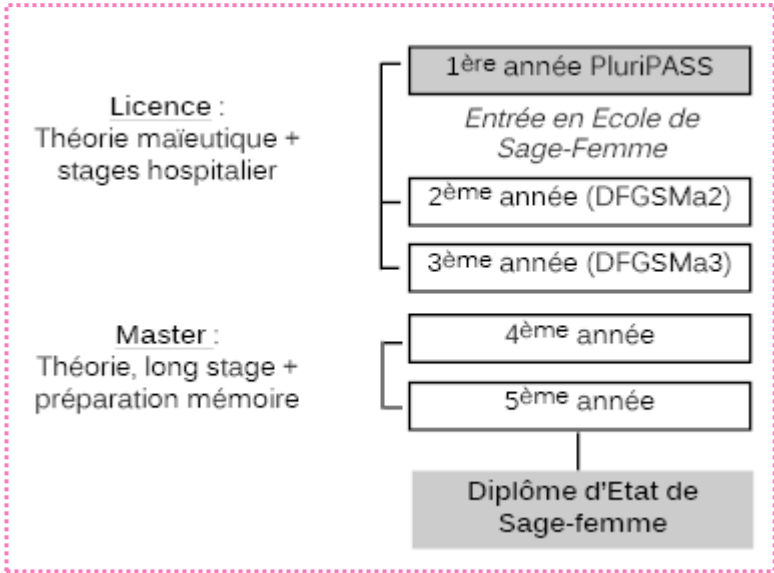 1ère année PluriPASS
Licence :
Théorie maïeutique +
stages hospitalier
Entrée en Ecole de
Sage-Femme
2ème année (DFGSMa2)
3ème année (DFGSMa3)
Master :
Théorie, long stage +
préparation mémoire
4ème année
5ème année
Diplôme d'Etat de
Sage-femme